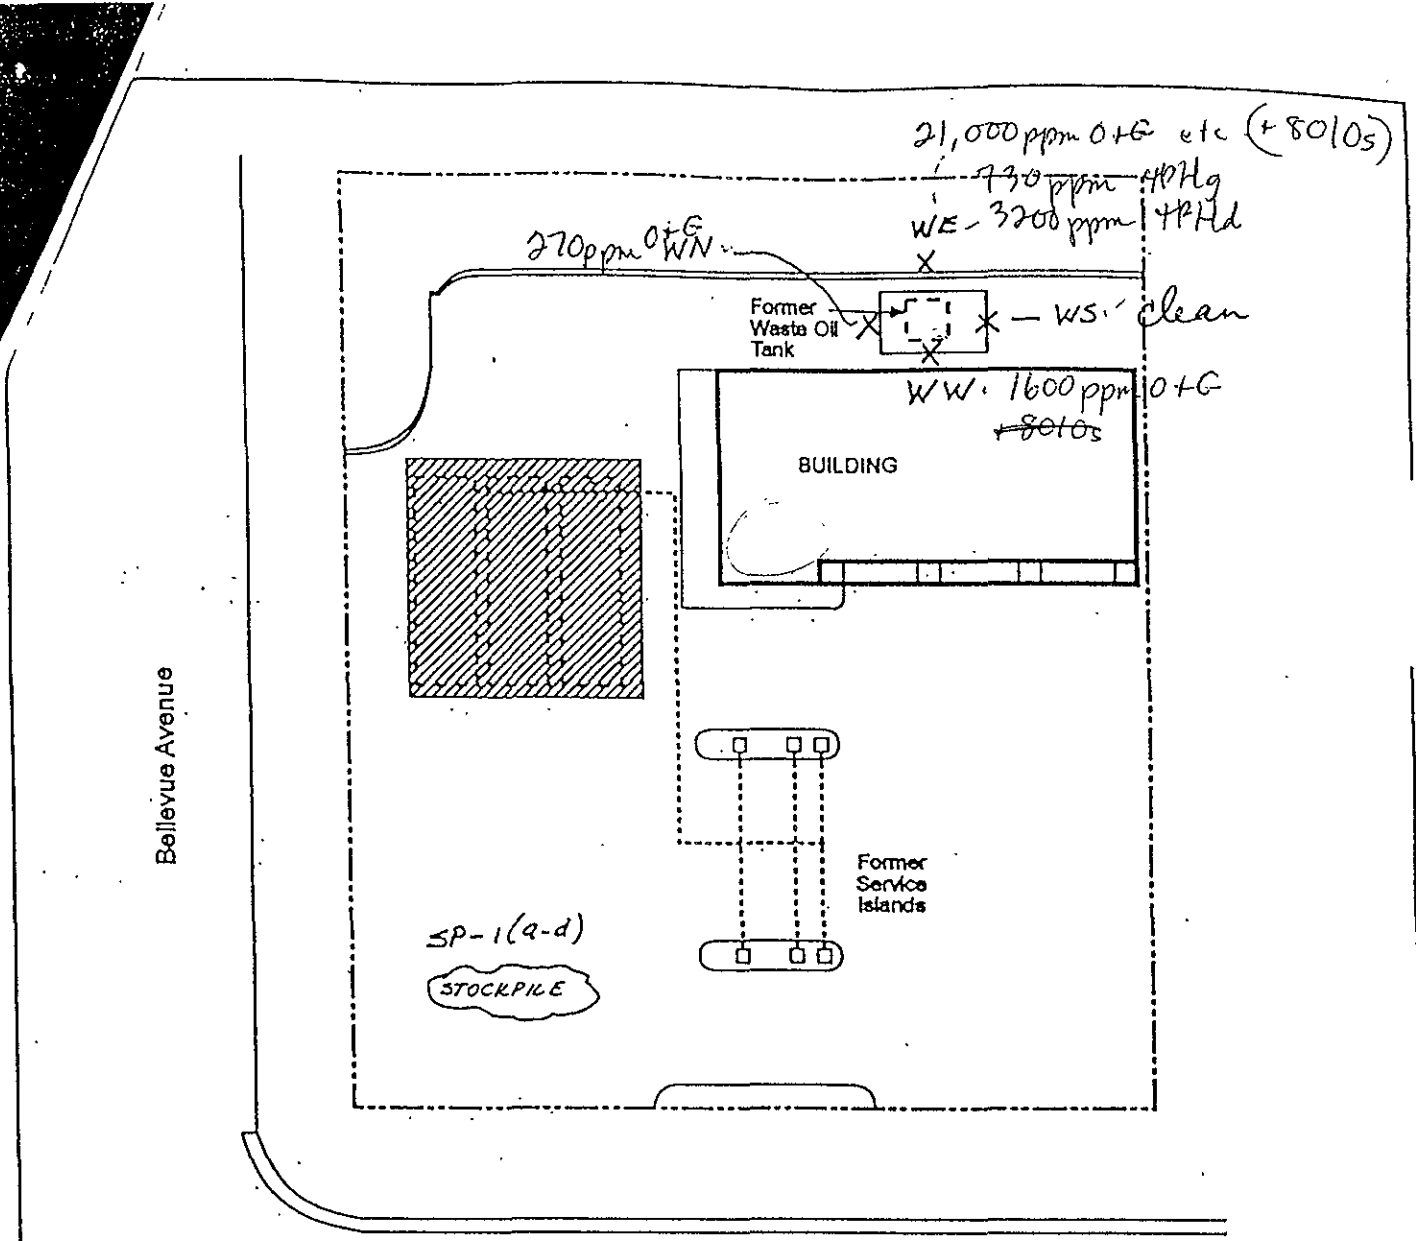 21,000 ppm O+G etc (+ 8010s)
730 ppm TPHg
WE - 3200 ppm TPHd
270 ppm O+G
WN
Former
Waste Oil
Tank
WS. clean
WW. 1600 ppm O+G
+ 8010s
BUILDING
Bellevue Avenue
Former
Service
Islands
SP-1(a-d)
STOCKPILE